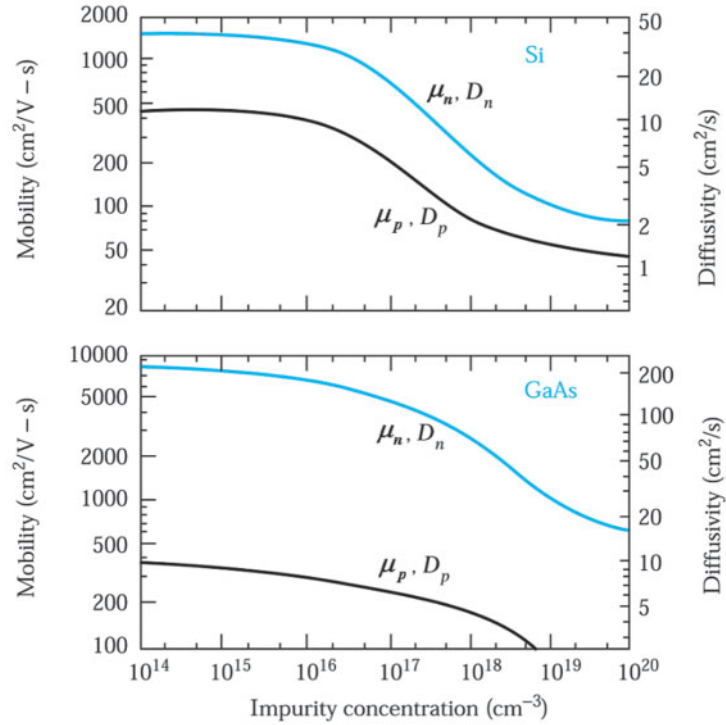 2000
1000
500
200
100
50
20
Mobility (cm²/V – s)
Si
μn, Dn
μp, Dp
50
20
10
5
2
1
Diffusivity (cm²/s)
10000
5000
2000
1000
500
200
100
Mobility (cm²/V – s)
GaAs
μn, Dn
μp, Dp
200
100
50
20
10
5
Diffusivity (cm²/s)
10¹⁴ 10¹⁵ 10¹⁶ 10¹⁷ 10¹⁸ 10¹⁹ 10²⁰
Impurity concentration (cm⁻³)